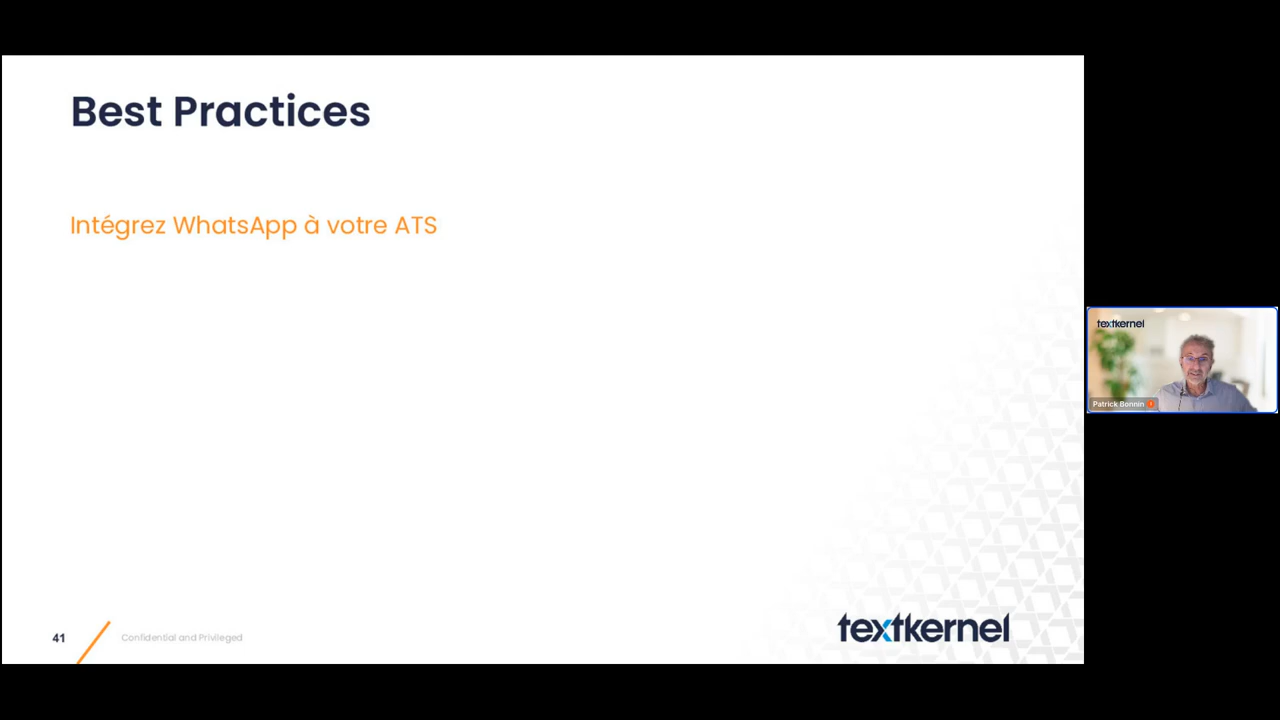 Best Practices
Intégrez WhatsApp à votre ATS
textkernel
Patrick Bonnin
41
Confidential and Privileged
textkernel